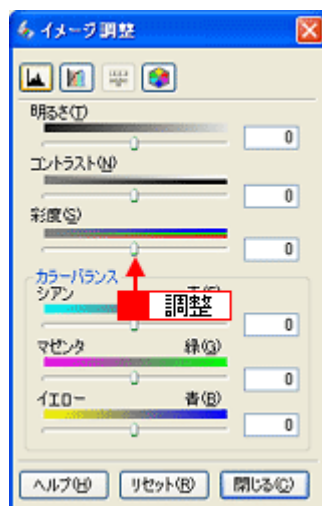 イメージ調整
明るさ(T)
0
コントラスト(N)
0
彩度(S)
0
カラーバランス
シアン
調整
0
マゼンタ 緑(G)
0
イエロー 青(B)
0
ヘルプ(H) リセット(R) 閉じる(C)